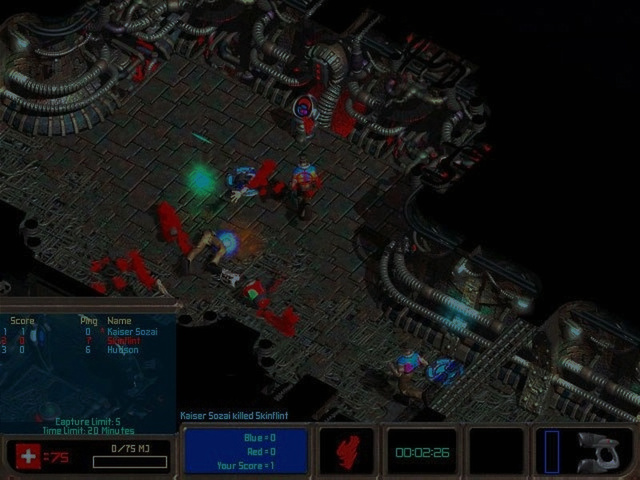 Score Ping Name
1 1 0 Kaiser Sozai
2 0 7 Skinflint
3 0 6 Hudson
Capture Limit: 5
Time Limit: 20 Minutes
Kaiser Sozai killed Skinflint
:75
0/75 MJ
Blue = 0
Red = 0
Your Score = 1
00:02:26